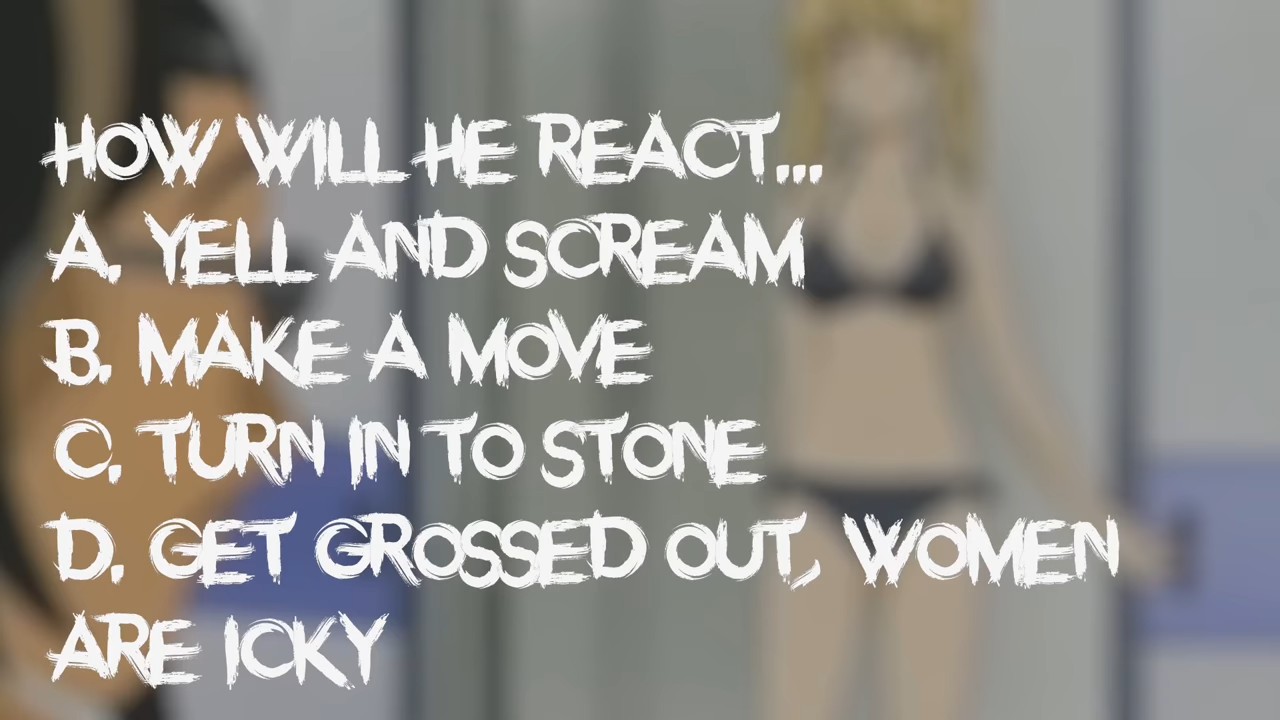 HOW WILL HE REACT...
A. YELL AND SCREAM
B. MAKE A MOVE
C. TURN IN TO STONE
D. GET GROSSED OUT, WOMEN
ARE ICKY